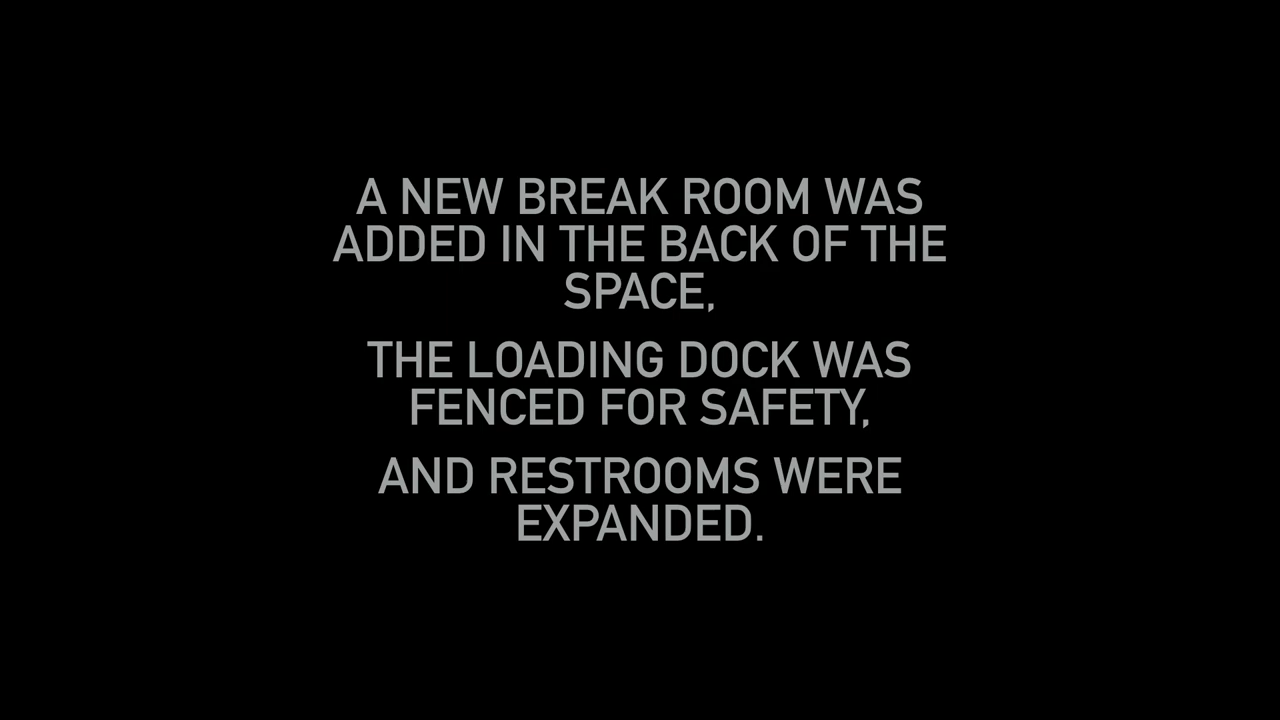 A NEW BREAK ROOM WAS
ADDED IN THE BACK OF THE
SPACE,
THE LOADING DOCK WAS
FENCED FOR SAFETY,
AND RESTROOMS WERE
EXPANDED.